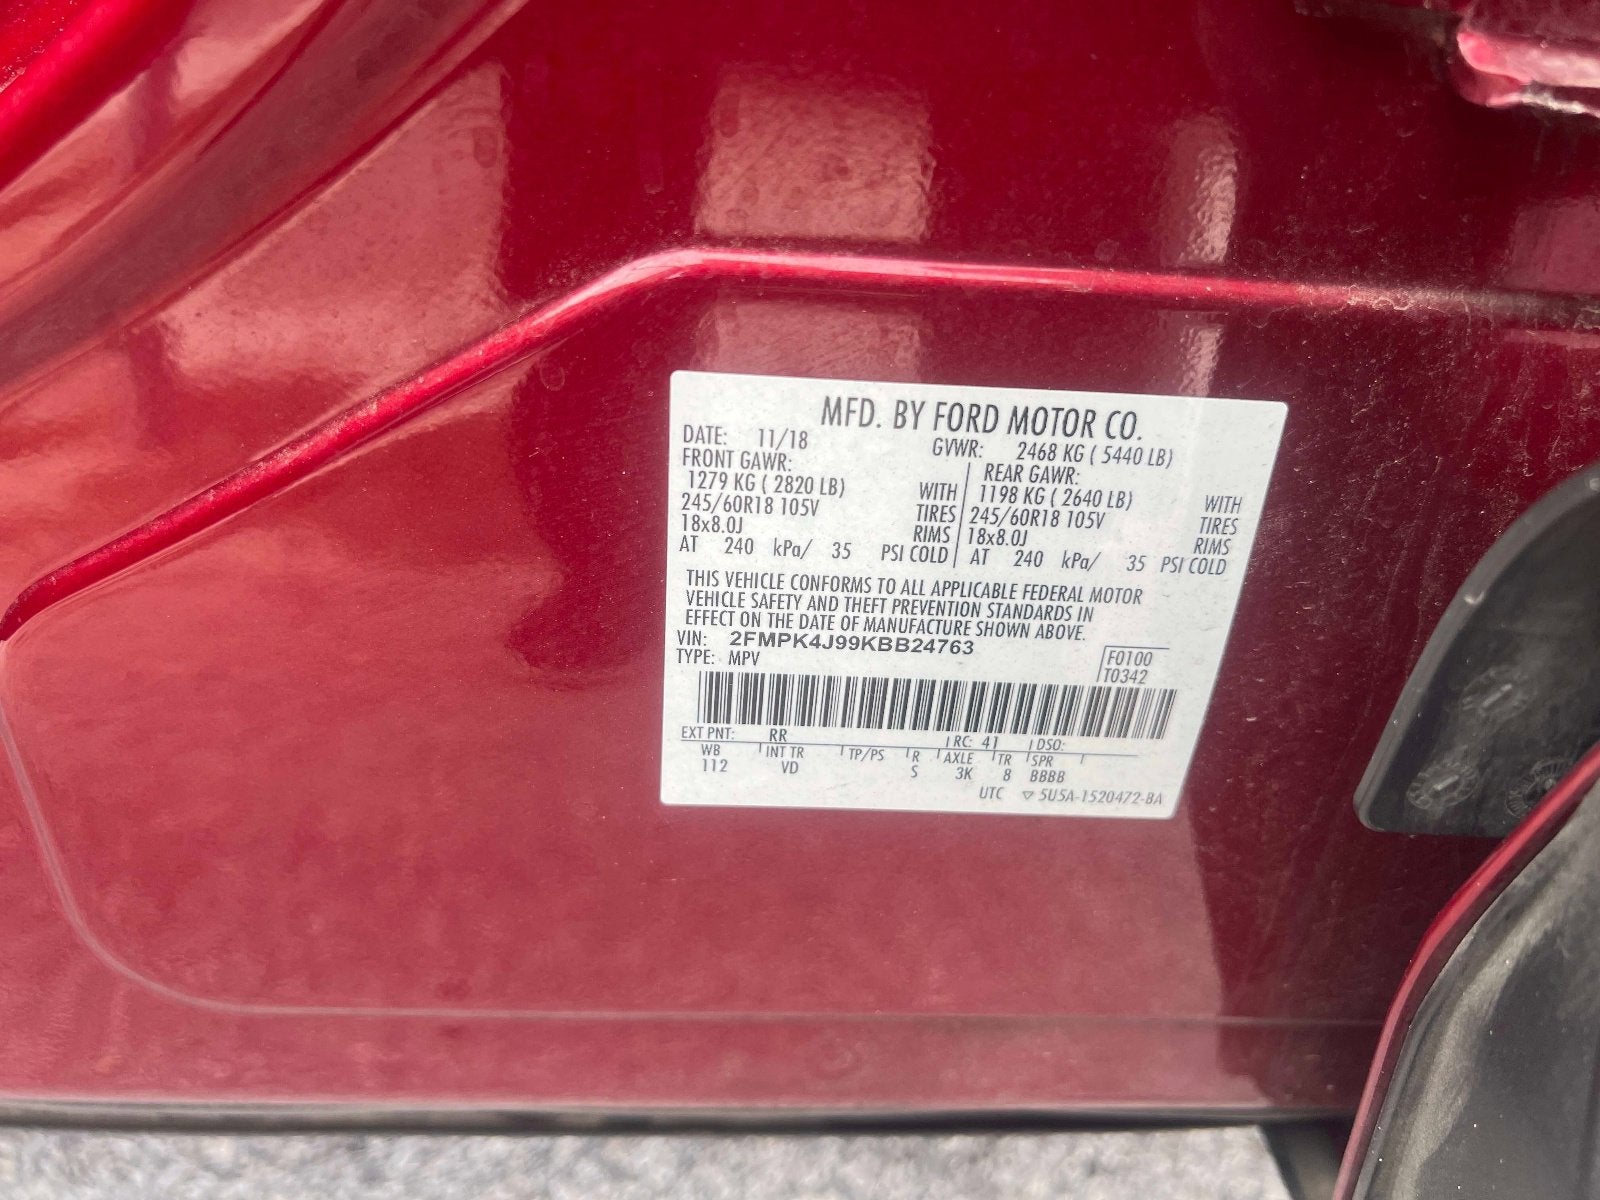 MFD. BY FORD MOTOR CO.
DATE: 11/18 GVWR: 2468 KG ( 5440 LB)
FRONT GAWR: REAR GAWR:
1279 KG ( 2820 LB) WITH 1198 KG ( 2640 LB) WITH
245/60R18 105V TIRES 245/60R18 105V TIRES
18x8.0J RIMS 18x8.0J RIMS
AT 240 kPa/ 35 PSI COLD AT 240 kPa/ 35 PSI COLD
THIS VEHICLE CONFORMS TO ALL APPLICABLE FEDERAL MOTOR
VEHICLE SAFETY AND THEFT PREVENTION STANDARDS IN
EFFECT ON THE DATE OF MANUFACTURE SHOWN ABOVE.
VIN: 2FMPK4J99KBB24763
TYPE: MPV F0100
T0342
EXT PNT: RR RC: 41 DSO:
WB INT TR TP/PS R AXLE TR SPR
112 VD S 3K 8 BBBB
UTC ▽ 5U5A-1520472-BA